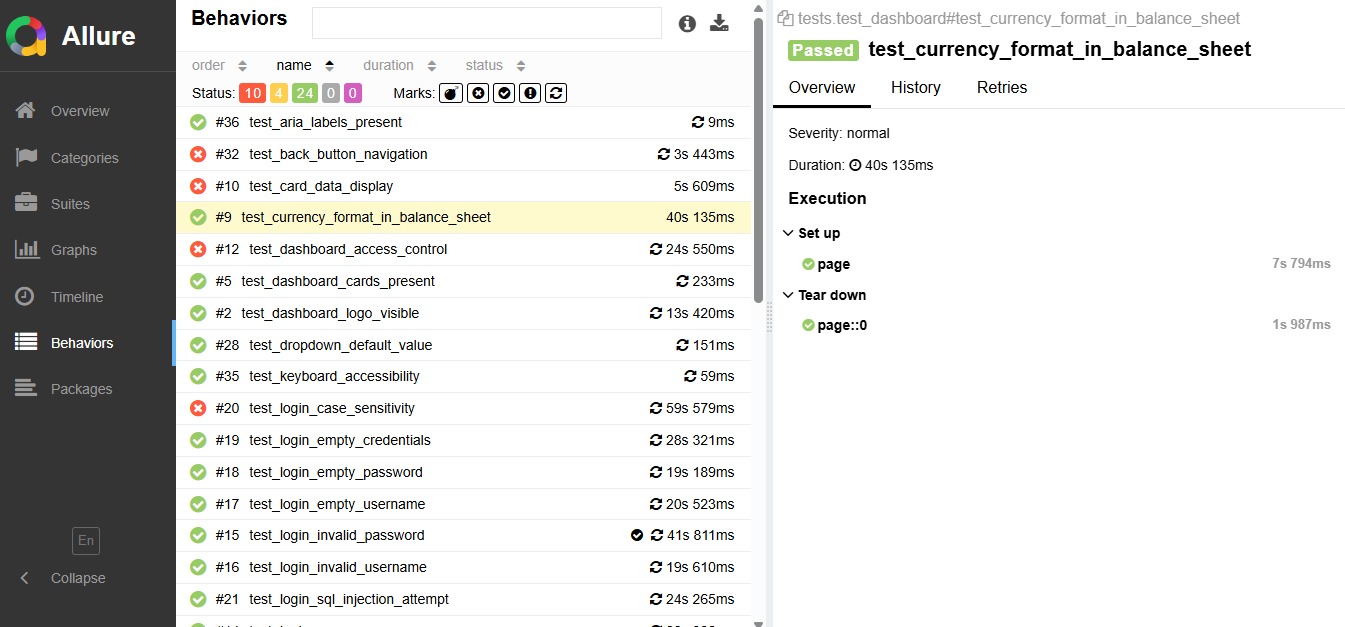 Allure
Overview
Categories
Suites
Graphs
Timeline
Behaviors
Packages
En
Collapse
Behaviors
order name duration status
Status: 10 4 24 0 0 Marks:
#36 test_aria_labels_present 9ms
#32 test_back_button_navigation 3s 443ms
#10 test_card_data_display 5s 609ms
#9 test_currency_format_in_balance_sheet 40s 135ms
#12 test_dashboard_access_control 24s 550ms
#5 test_dashboard_cards_present 233ms
#2 test_dashboard_logo_visible 13s 420ms
#28 test_dropdown_default_value 151ms
#35 test_keyboard_accessibility 59ms
#20 test_login_case_sensitivity 59s 579ms
#19 test_login_empty_credentials 28s 321ms
#18 test_login_empty_password 19s 189ms
#17 test_login_empty_username 20s 523ms
#15 test_login_invalid_password 41s 811ms
#16 test_login_invalid_username 19s 610ms
#21 test_login_sql_injection_attempt 24s 265ms
tests.test_dashboard#test_currency_format_in_balance_sheet
Passed test_currency_format_in_balance_sheet
Overview History Retries
Severity: normal
Duration: 40s 135ms
Execution
Set up
page 7s 794ms
Tear down
page::0 1s 987ms